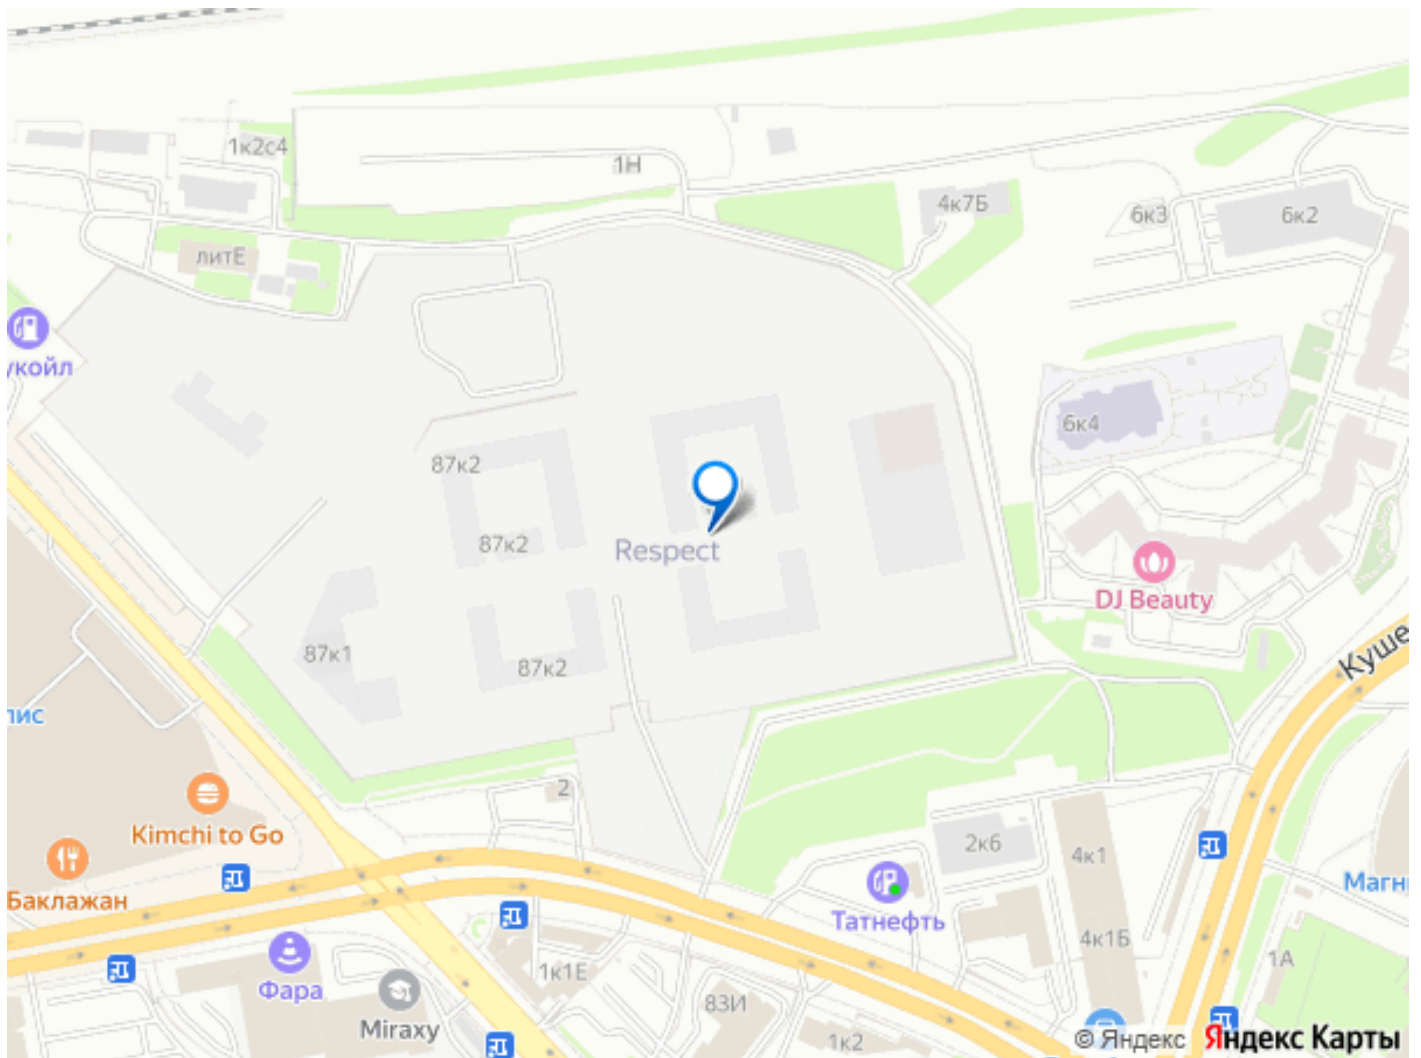 1к2с4
1Н
4к7Б
6к3
6к2
литЕ
укойл
6к4
87к2
87к2
Respect
DJ Beauty
87к1
87к2
Куше
лис
2
Kimchi to Go
2к6
4к1
Баклажан
Магни
Татнефть
4к1Б
1к1Е
1А
Фара
83И
Miraxy
1к2
© Яндекс Яндекс Карты